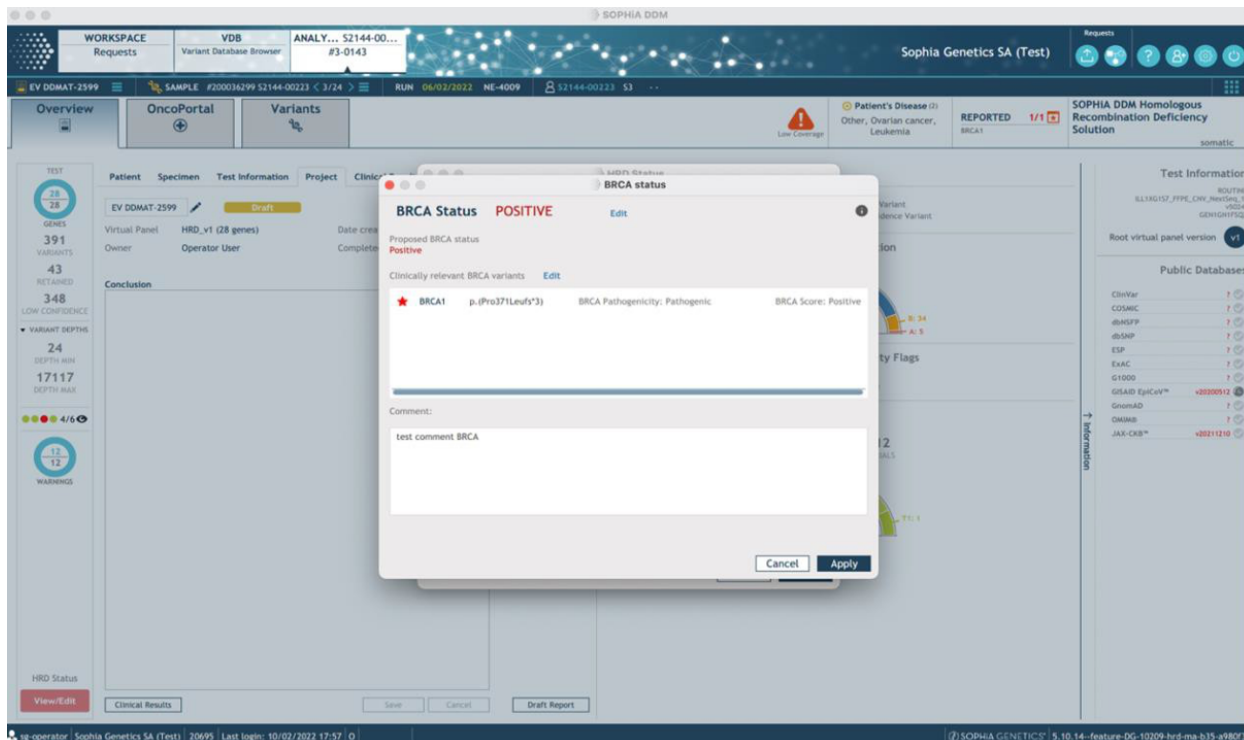 SOPHiA DDM
WORKSPACE
Requests
VDB
Variant Database Browser
ANALY... S2144-00...
#3-0143
Sophia Genetics SA (Test)
Requests
EV DDMAT-2599
SAMPLE #200036299 S2144-00223 < 3/24 >
RUN 06/02/2022 NE-4009
S2144-00223 S3
Overview
OncoPortal
Variants
Low Coverage
Patient's Disease (2)
Other, Ovarian cancer,
Leukemia
REPORTED 1/1
BRCA1
SOPHiA DDM Homologous
Recombination Deficiency
Solution
somatic
TEST
28
28
GENES
391
VARIANTS
43
RETAINED
348
LOW CONFIDENCE
VARIANT DEPTHS
24
DEPTH MIN
17117
DEPTH MAX
4/6
12
12
WARNINGS
HRD Status
View/Edit
Patient Specimen Test Information Project
EV DDMAT-2599
Draft
Virtual Panel HRD_v1 (28 genes) Date crea
Owner Operator User Complete
Conclusion
Clinical Results
Save Cancel Draft Report
HRD Status
BRCA status
BRCA Status POSITIVE Edit
Proposed BRCA status
Positive
Clinically relevant BRCA variants Edit
BRCA1 p.(Pro371Leufs*3) BRCA Pathogenicity: Pathogenic BRCA Score: Positive
Comment:
test comment BRCA
Cancel Apply
Variant
dence Variant
ion
B: 34
A: 5
ty Flags
12
IALS
T1: 1
↑ Information
Test Information
Root virtual panel version v1
Public Databases
ClinVar ?
COSMIC ?
dbNSFP ?
dbSNP ?
ESP ?
ExAC ?
G1000 ?
GISAID EpiCoV™ v20200512
GnomAD ?
OMIM® ?
JAX-CKB™ v20211210
sg-operator Sophia Genetics SA (Test) 20695 Last login: 10/02/2022 17:57 0
SOPHiA GENETICS